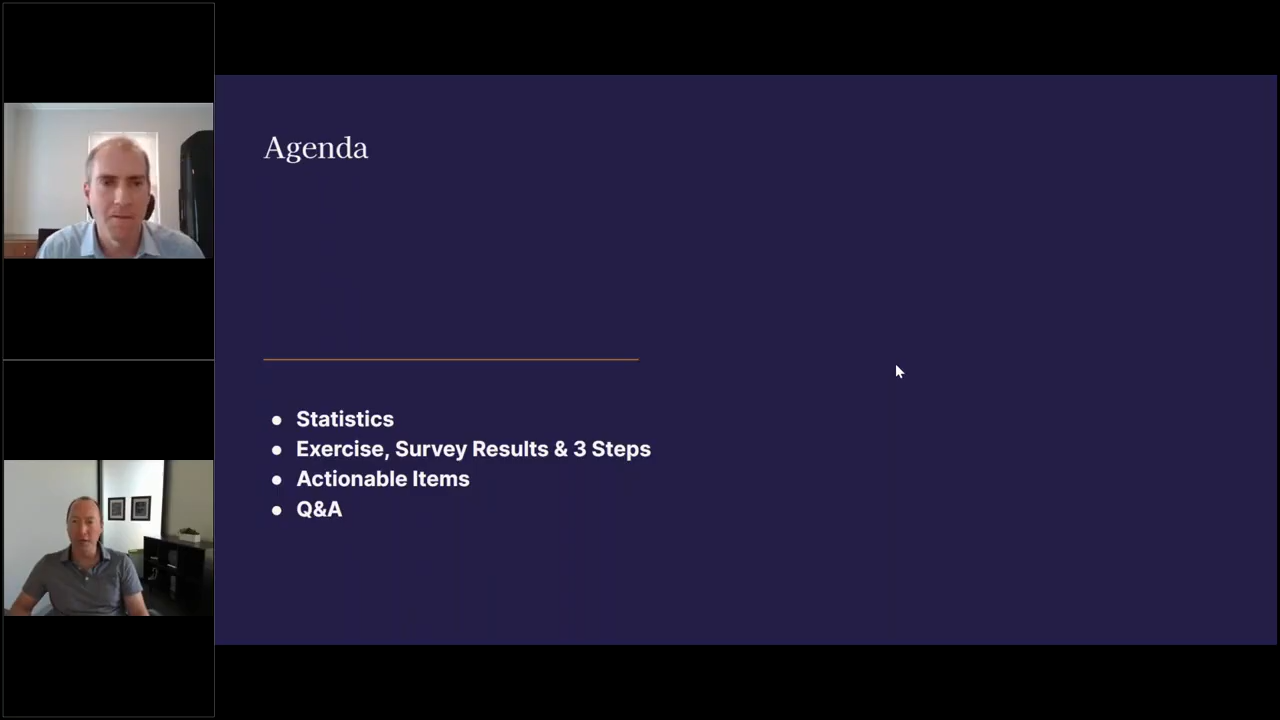 Agenda
● Statistics
● Exercise, Survey Results & 3 Steps
● Actionable Items
● Q&A